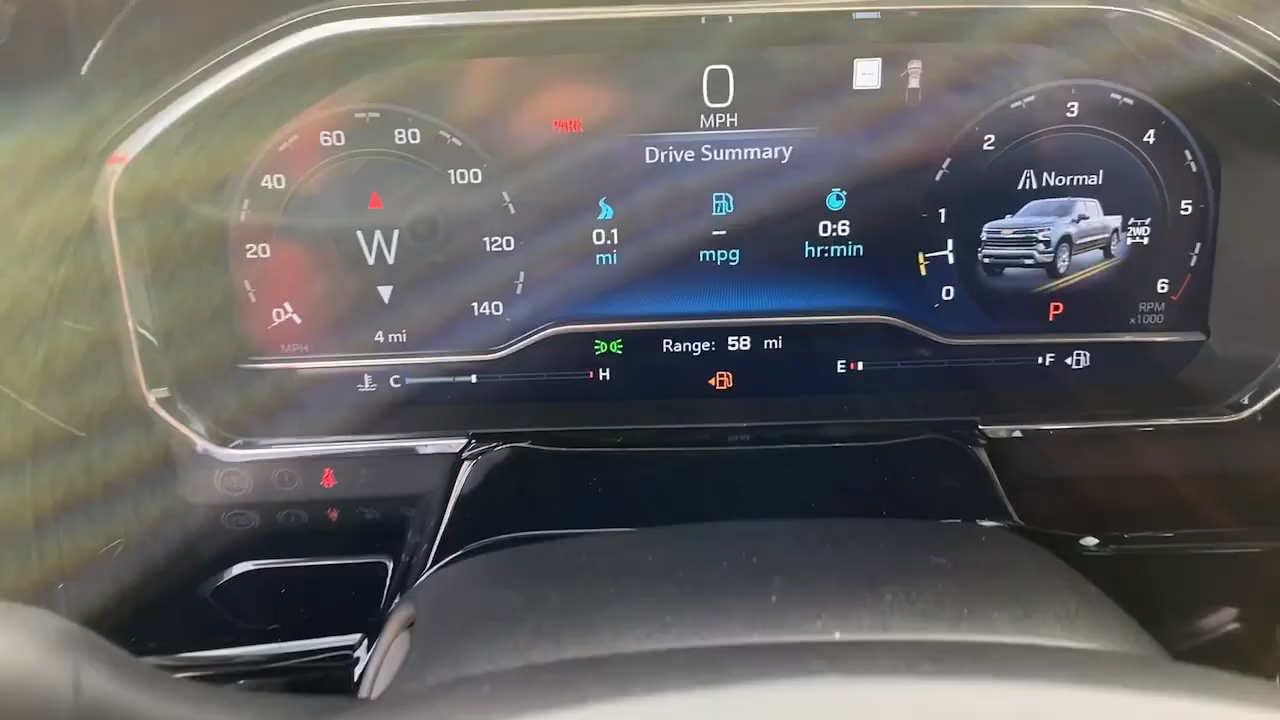 0
MPH
PARK
Drive Summary
0.1
mi
--
mpg
0:6
hr:min
0
20
40
60
80
100
120
140
MPH
W
4 mi
0
1
2
3
4
5
6
RPM
x1000
Normal
2WD
P
Range: 58 mi
C
H
E
F